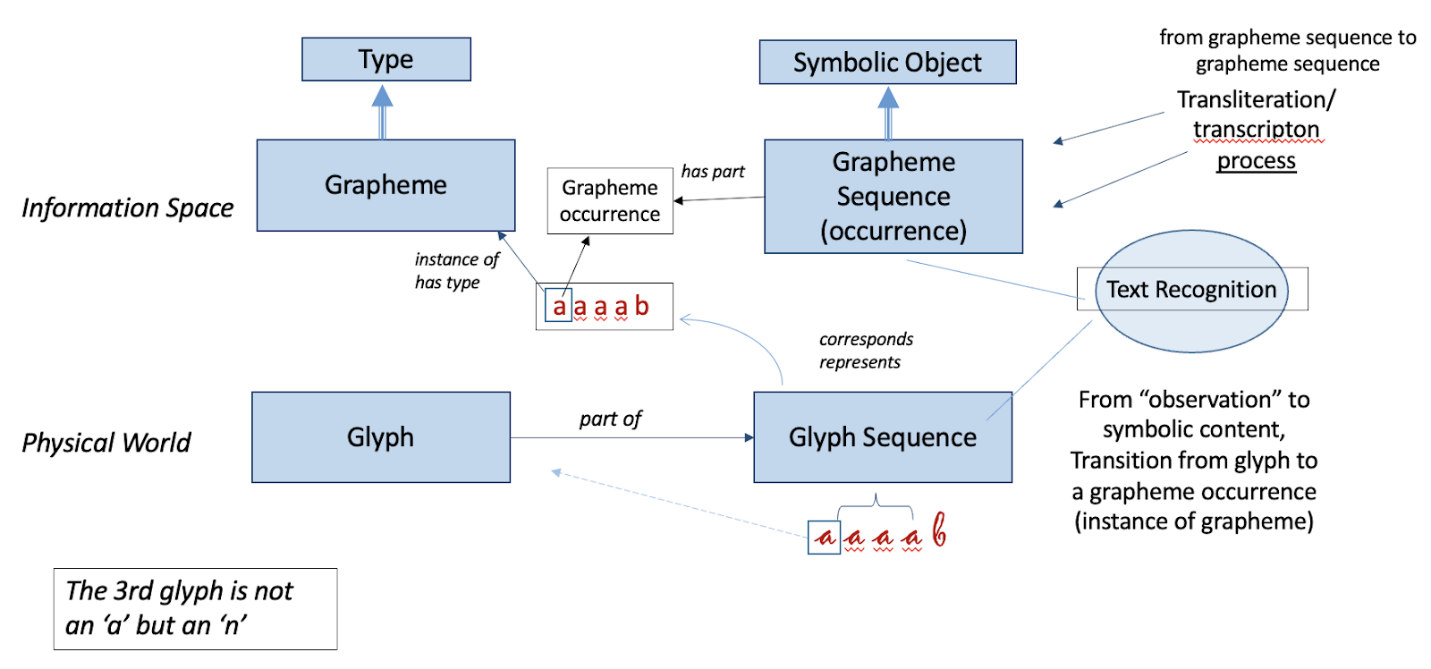 Type
Symbolic Object
from grapheme sequence to
grapheme sequence
Transliteration/
transcripton
process
Information Space
Grapheme
Grapheme
occurrence
has part
Grapheme
Sequence
(occurrence)
instance of
has type
a a a a b
Text Recognition
corresponds
represents
Physical World
Glyph
part of
Glyph Sequence
From “observation” to
symbolic content,
Transition from glyph to
a grapheme occurrence
(instance of grapheme)
a a a a b
The 3rd glyph is not
an ‘a’ but an ‘n’